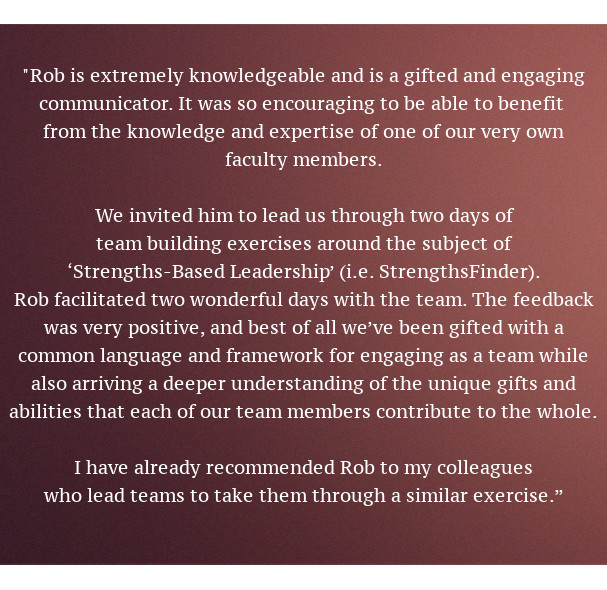 "Rob is extremely knowledgeable and is a gifted and engaging
communicator. It was so encouraging to be able to benefit
from the knowledge and expertise of one of our very own
faculty members.
We invited him to lead us through two days of
team building exercises around the subject of
‘Strengths-Based Leadership’ (i.e. StrengthsFinder).
Rob facilitated two wonderful days with the team. The feedback
was very positive, and best of all we’ve been gifted with a
common language and framework for engaging as a team while
also arriving a deeper understanding of the unique gifts and
abilities that each of our team members contribute to the whole.
I have already recommended Rob to my colleagues
who lead teams to take them through a similar exercise.”